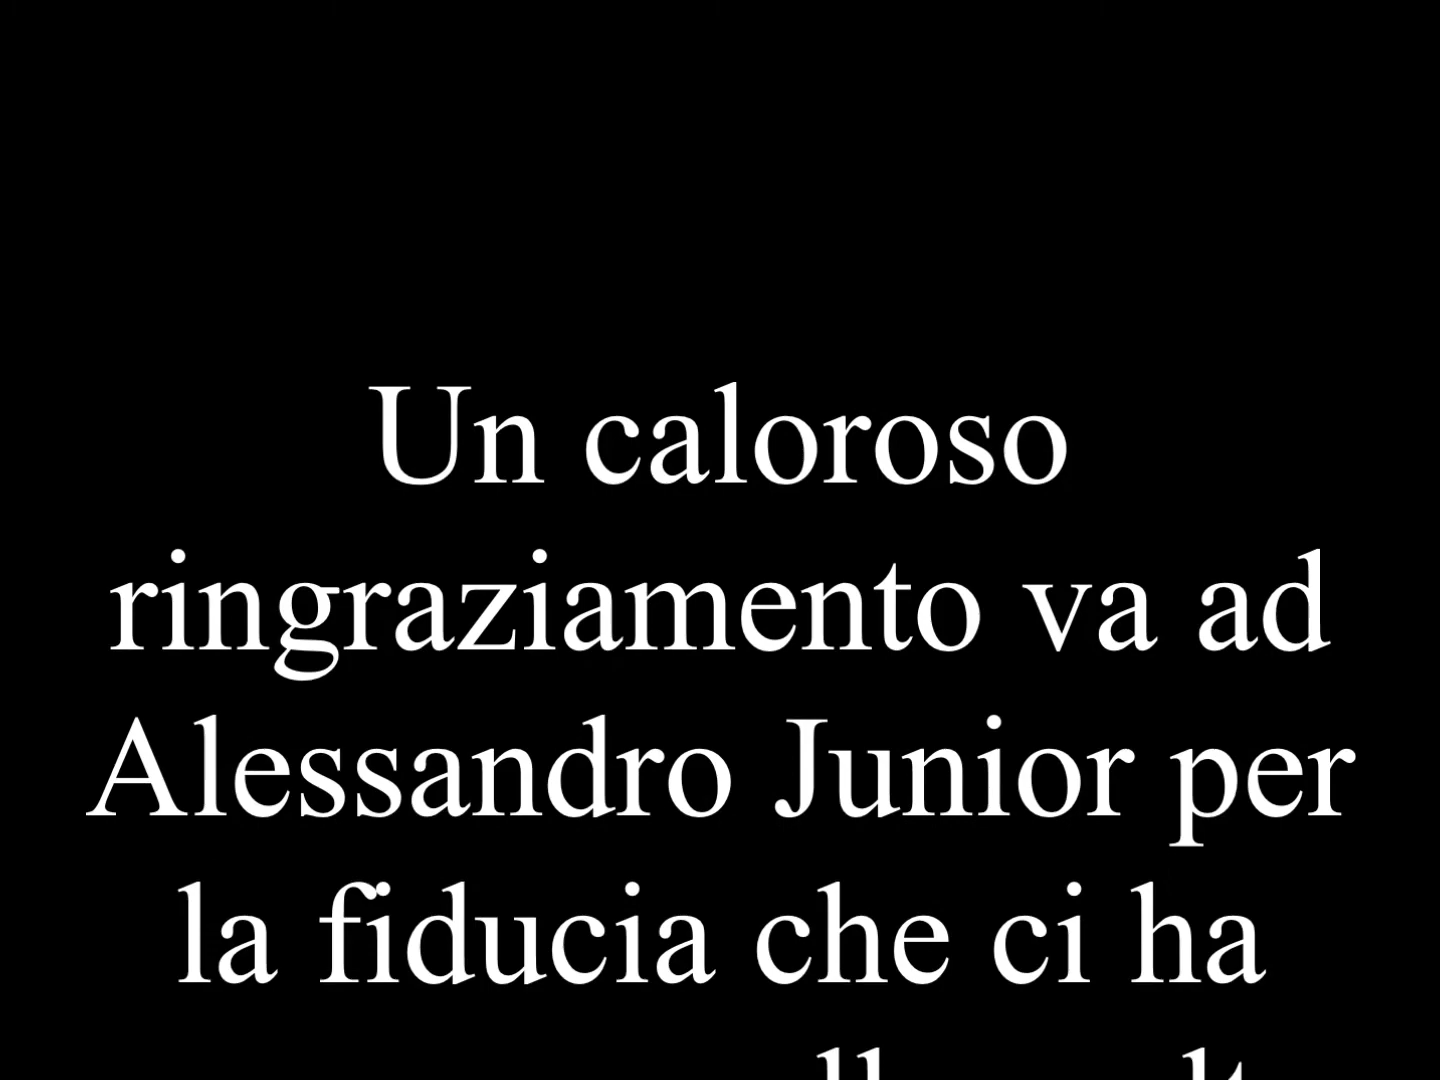 Un caloroso
ringraziamento va ad
Alessandro Junior per
la fiducia che ci ha